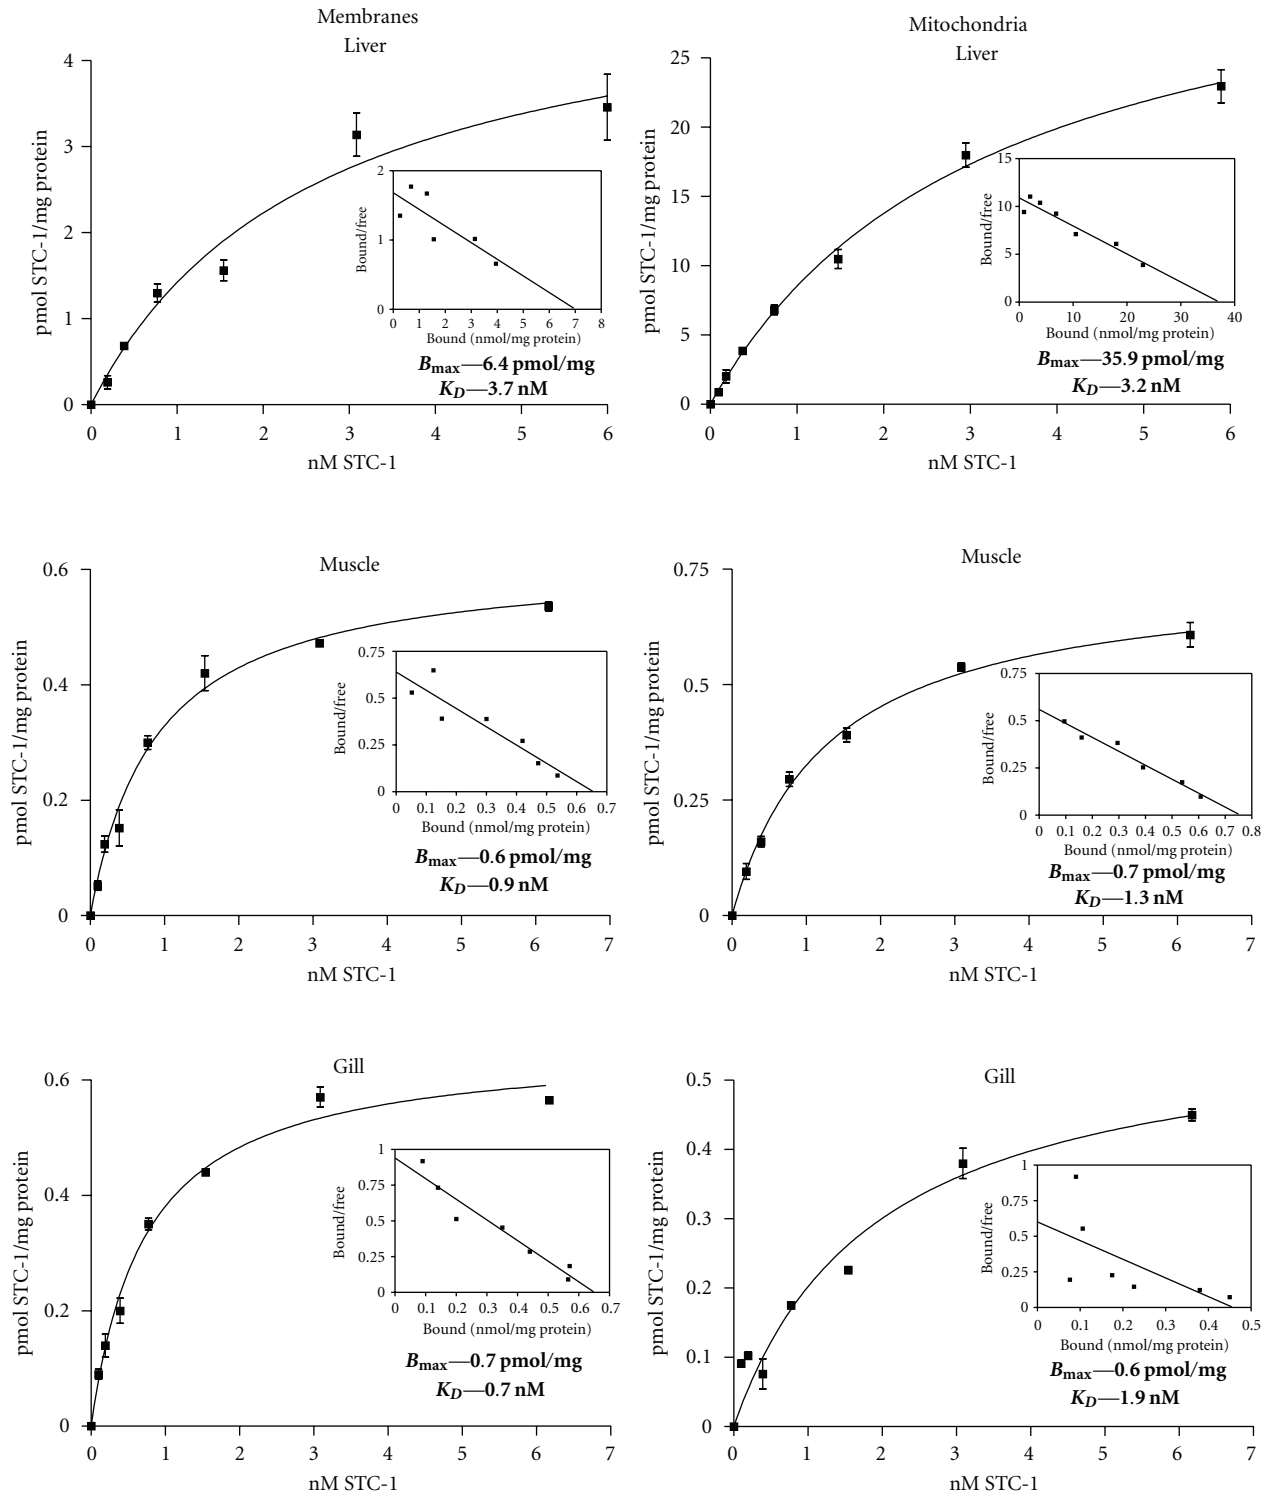 Membranes
Liver
pmol STC-1/mg protein
4
3
2
1
0
0 1 2 3 4 5 6
nM STC-1
Bound/free
2
1
0
0 1 2 3 4 5 6 7 8
Bound (nmol/mg protein)
Bmax—6.4 pmol/mg
KD—3.7 nM
Mitochondria
Liver
pmol STC-1/mg protein
25
20
15
10
5
0
0 1 2 3 4 5 6
nM STC-1
Bound/free
15
10
5
0
0 10 20 30 40
Bound (nmol/mg protein)
Bmax—35.9 pmol/mg
KD—3.2 nM
Muscle
pmol STC-1/mg protein
0.6
0.4
0.2
0
0 1 2 3 4 5 6 7
nM STC-1
Bound/free
0.75
0.5
0.25
0
0 0.1 0.2 0.3 0.4 0.5 0.6 0.7
Bound (nmol/mg protein)
Bmax—0.6 pmol/mg
KD—0.9 nM
Muscle
pmol STC-1/mg protein
0.75
0.5
0.25
0
0 1 2 3 4 5 6 7
nM STC-1
Bound/free
0.75
0.5
0.25
0
0 0.1 0.2 0.3 0.4 0.5 0.6 0.7 0.8
Bound (nmol/mg protein)
Bmax—0.7 pmol/mg
KD—1.3 nM
Gill
pmol STC-1/mg protein
0.6
0.4
0.2
0
0 1 2 3 4 5 6 7
nM STC-1
Bound/free
1
0.75
0.5
0.25
0
0 0.1 0.2 0.3 0.4 0.5 0.6 0.7
Bound (nmol/mg protein)
Bmax—0.7 pmol/mg
KD—0.7 nM
Gill
pmol STC-1/mg protein
0.5
0.4
0.3
0.2
0.1
0
0 1 2 3 4 5 6 7
nM STC-1
Bound/free
1
0.75
0.5
0.25
0
0 0.1 0.2 0.3 0.4 0.5
Bound (nmol/mg protein)
Bmax—0.6 pmol/mg
KD—1.9 nM